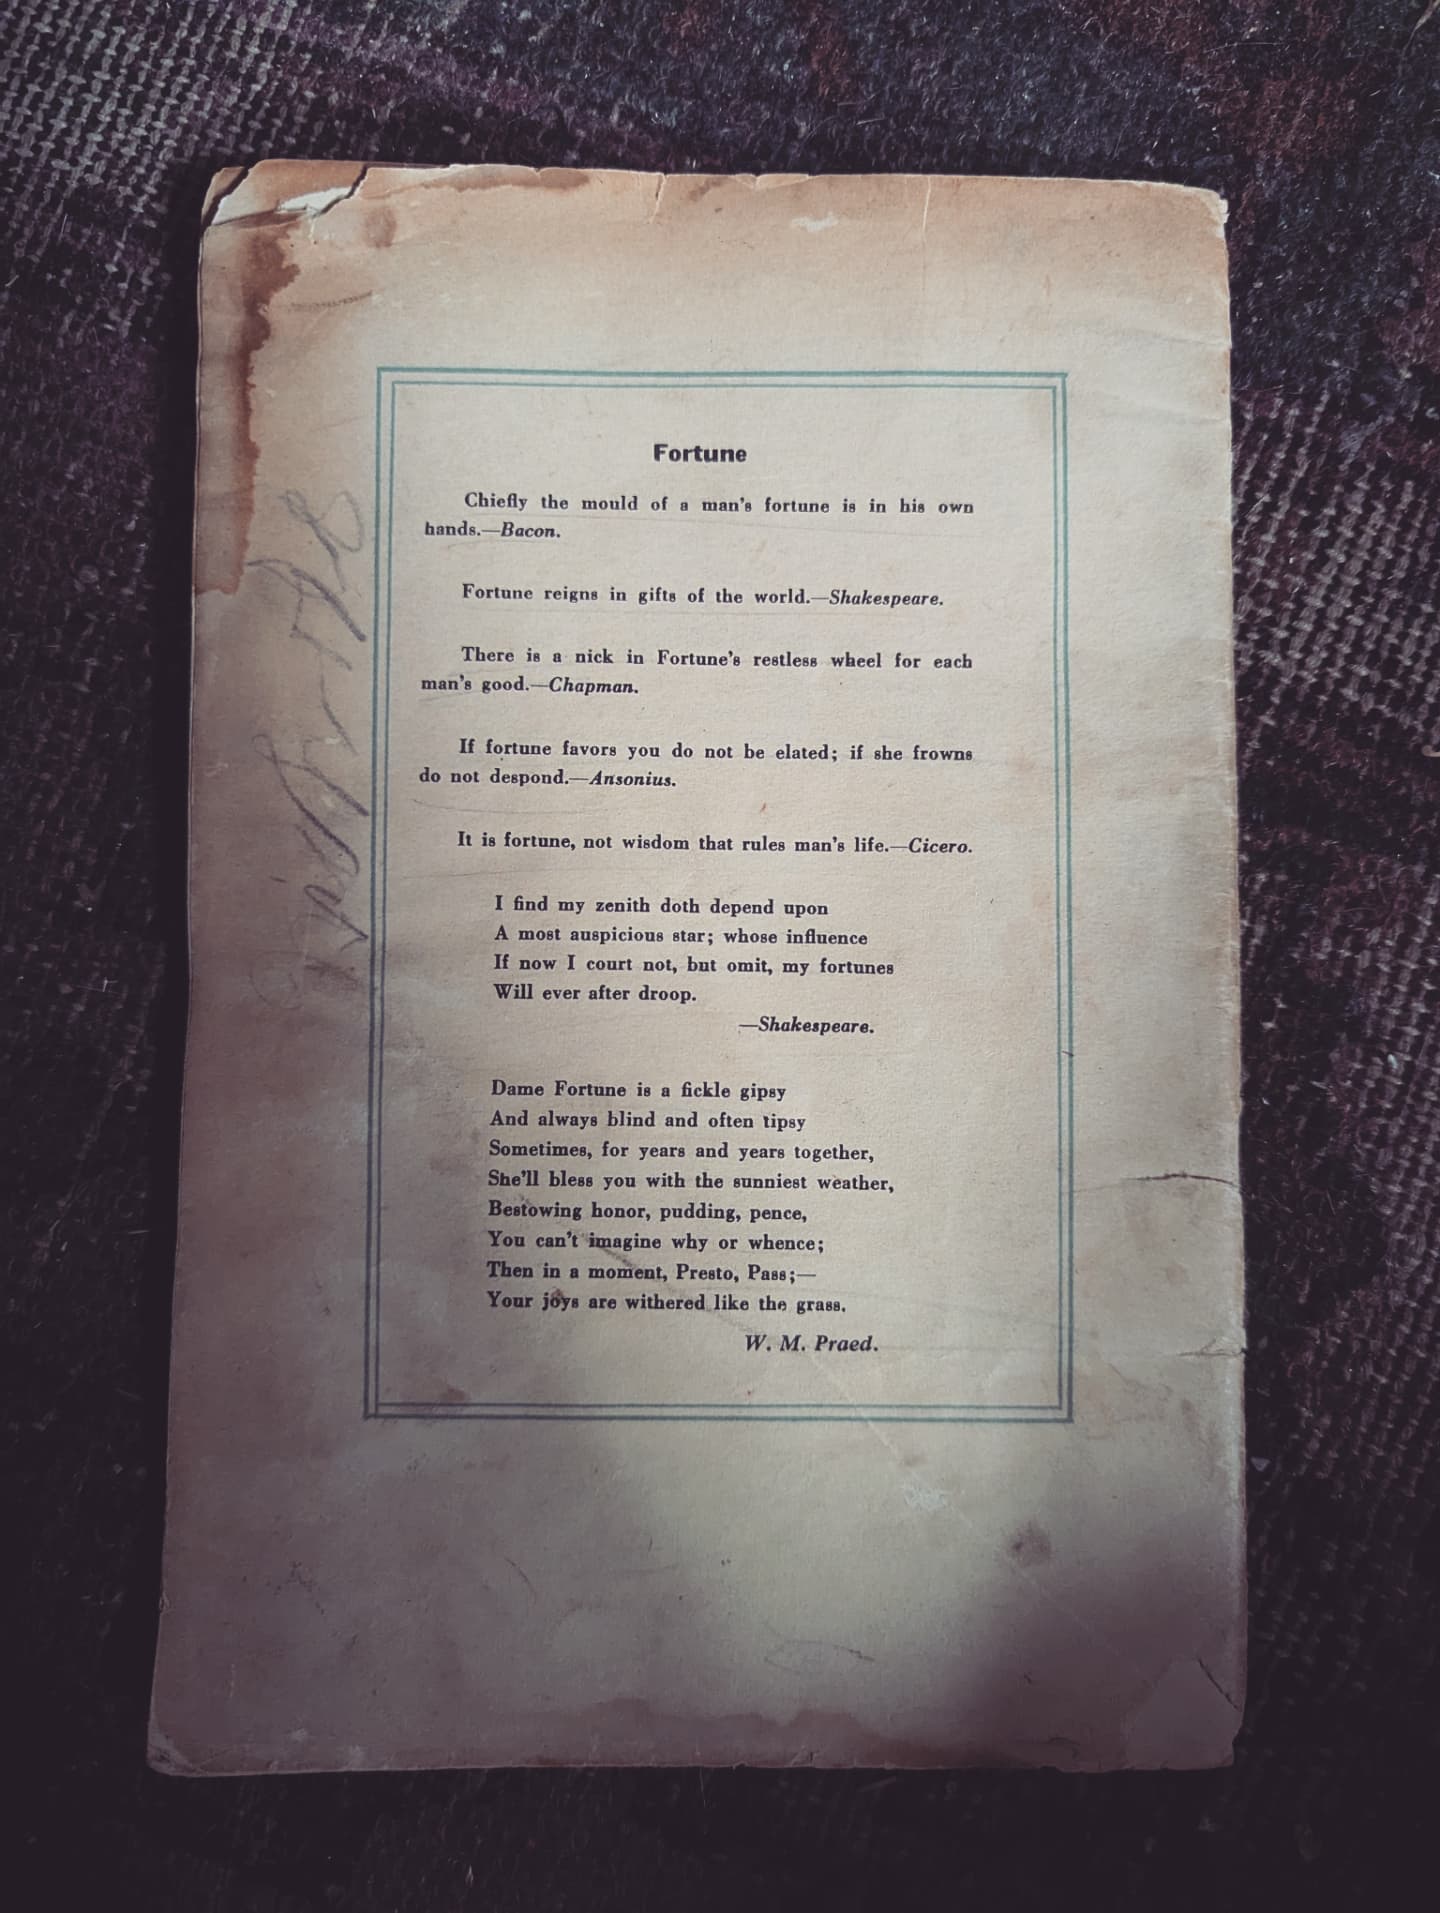 Fortune
Chiefly the mould of a man's fortune is in his own
hands.—Bacon.
Fortune reigns in gifts of the world.—Shakespeare.
There is a nick in Fortune's restless wheel for each
man's good.—Chapman.
If fortune favors you do not be elated; if she frowns
do not despond.—Ansonius.
It is fortune, not wisdom that rules man's life.—Cicero.
I find my zenith doth depend upon
A most auspicious star; whose influence
If now I court not, but omit, my fortunes
Will ever after droop.
—Shakespeare.
Dame Fortune is a fickle gipsy
And always blind and often tipsy
Sometimes, for years and years together,
She'll bless you with the sunniest weather,
Bestowing honor, pudding, pence,
You can't imagine why or whence;
Then in a moment, Presto, Pass;—
Your joys are withered like the grass.
W. M. Praed.